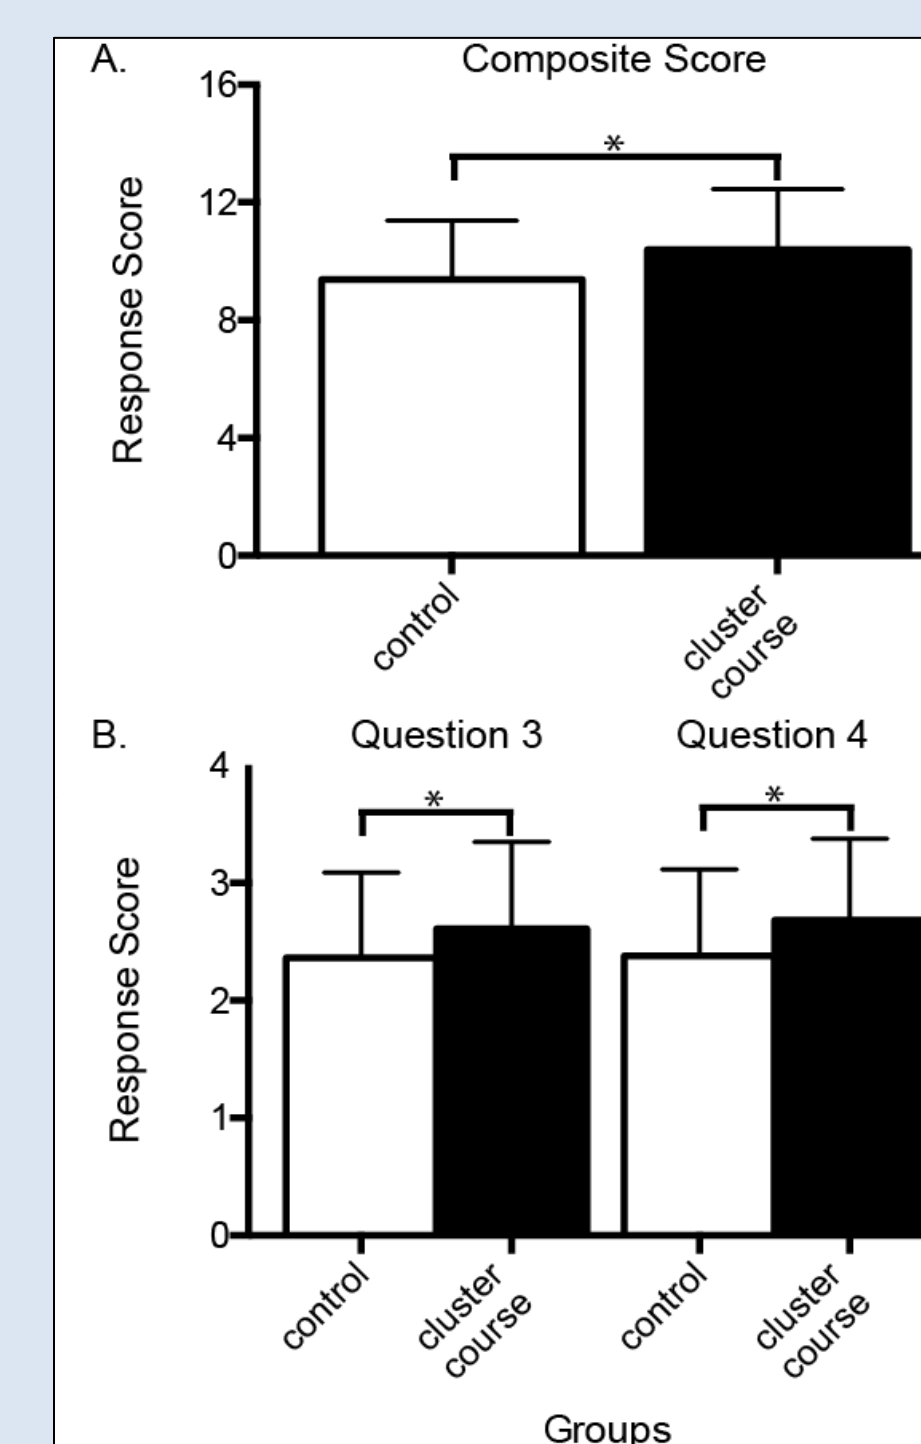 A.
Composite Score
*
16
12
8
4
0
Response Score
control
cluster
course
B.
Question 3
Question 4
*
*
4
3
2
1
0
Response Score
control
cluster
course
control
cluster
course
Groups